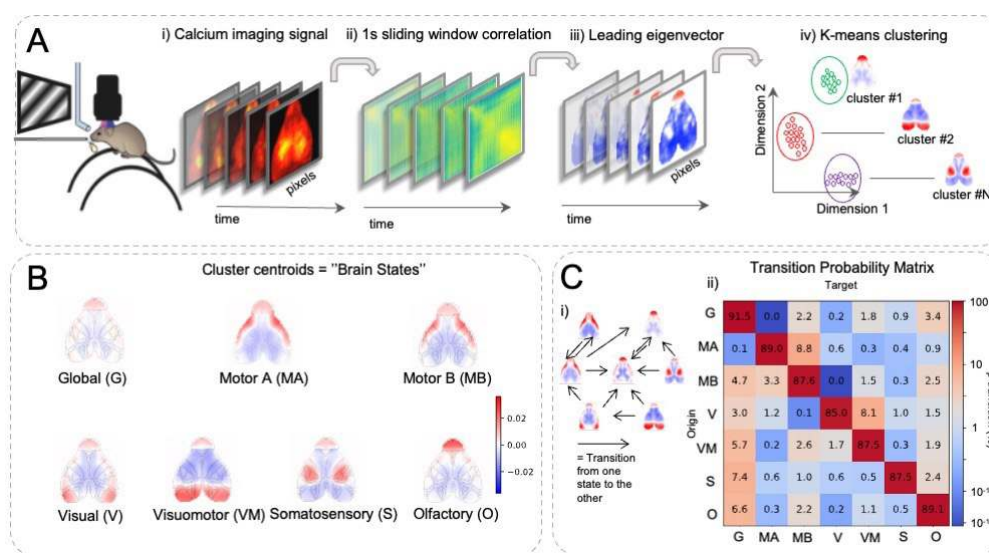 A
i) Calcium imaging signal
ii) 1s sliding window correlation
iii) Leading eigenvector
iv) K-means clustering
pixels
time
time
pixels
time
Dimension 2
Dimension 1
cluster #1
cluster #2
cluster #N
B
Cluster centroids = "Brain States"
Global (G)
Motor A (MA)
Motor B (MB)
Visual (V)
Visuomotor (VM)
Somatosensory (S)
Olfactory (O)
0.02
0.00
−0.02
C
i)
= Transition
from one
state to the
other
ii)
Transition Probability Matrix
Target
Origin
G 91.5 0.0 2.2 0.2 1.8 0.9 3.4
MA 0.1 89.0 8.8 0.6 0.3 0.4 0.9
MB 4.7 3.3 87.6 0.0 1.5 0.3 2.5
V 3.0 1.2 0.1 85.0 8.1 1.0 1.5
VM 5.7 0.2 2.6 1.7 87.5 0.3 1.9
S 7.4 0.6 1.0 0.6 0.5 87.5 2.4
O 6.6 0.3 2.2 0.2 1.1 0.5 89.1
G MA MB V VM S O
100
10
1